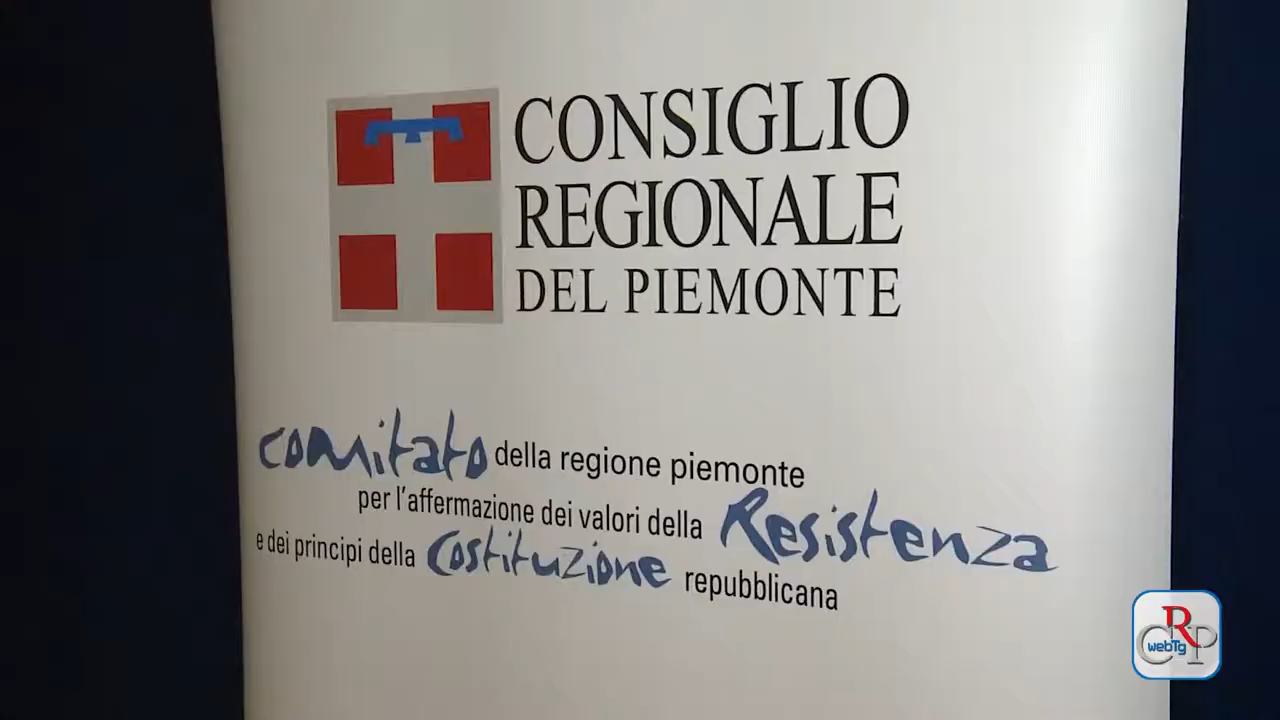 CONSIGLIO
REGIONALE
DEL PIEMONTE
comitato della regione piemonte
per l'affermazione dei valori della Resistenza
e dei principi della Costituzione repubblicana
CRP
webTg